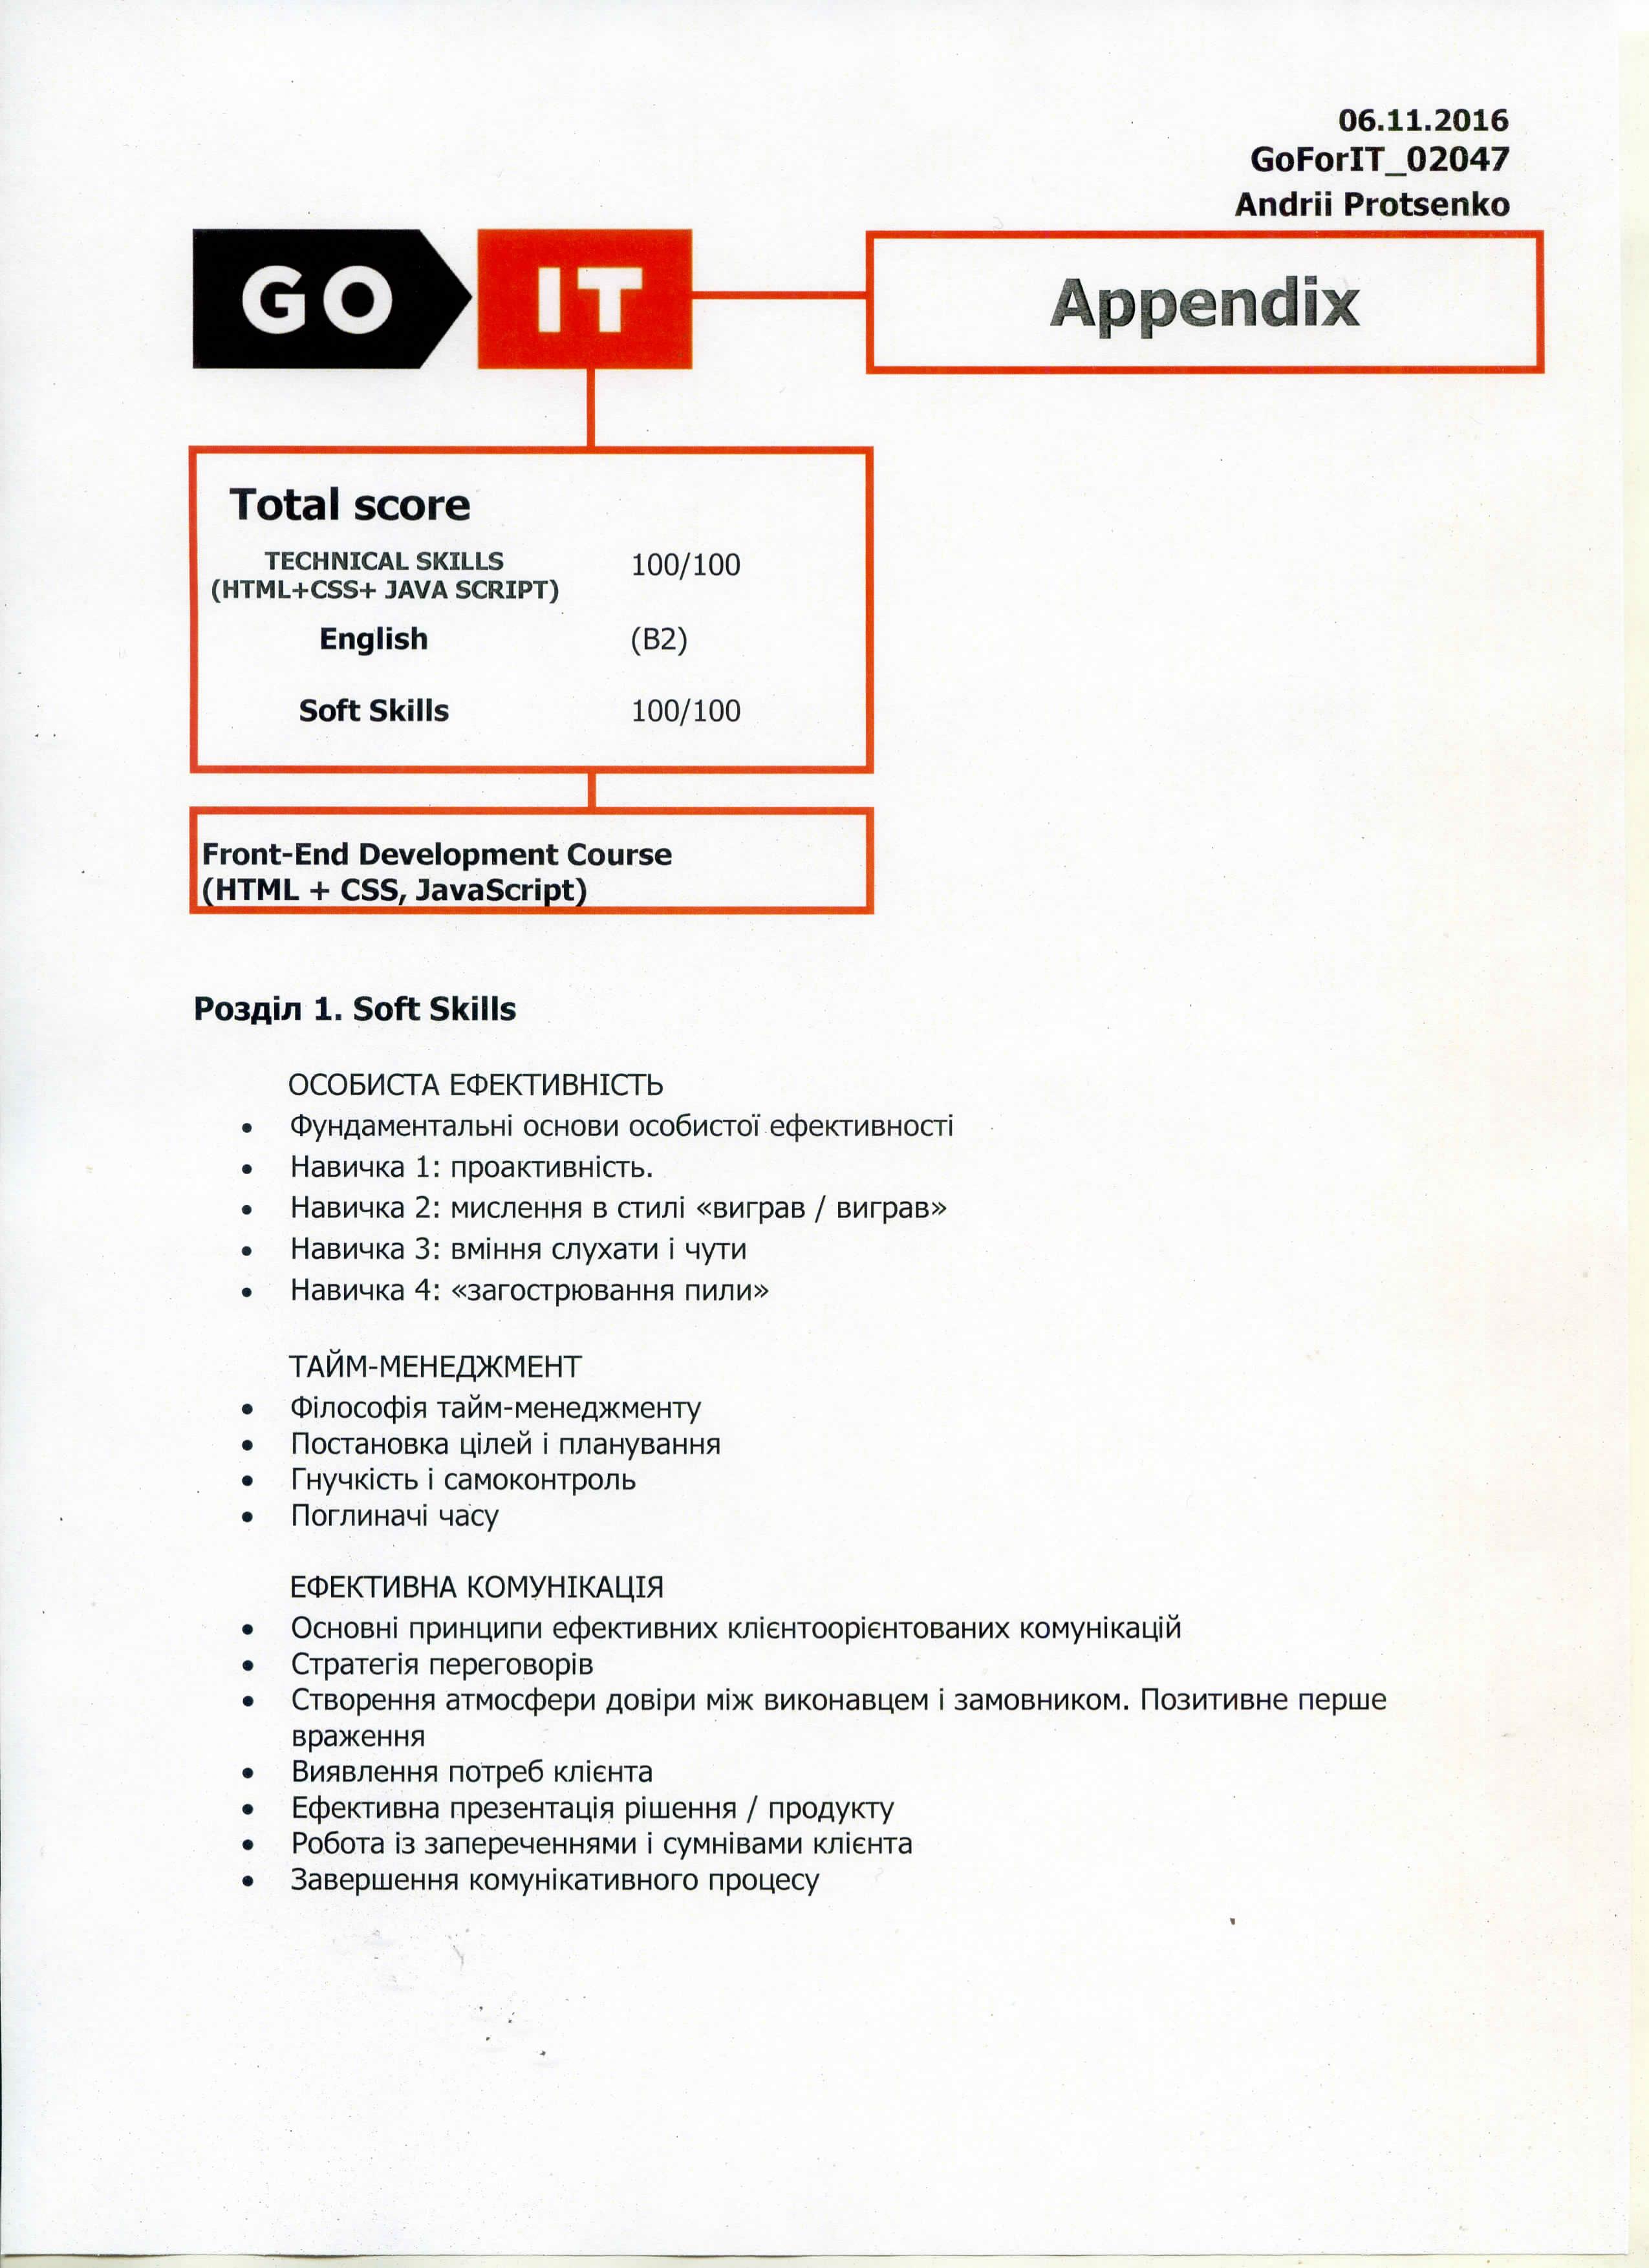 06.11.2016
GoForIT_02047
Andrii Protsenko
GO IT
Appendix
Total score
TECHNICAL SKILLS 100/100
(HTML+CSS+ JAVA SCRIPT)
English (B2)
Soft Skills 100/100
Front-End Development Course
(HTML + CSS, JavaScript)
Розділ 1. Soft Skills
ОСОБИСТА ЕФЕКТИВНІСТЬ
• Фундаментальні основи особистої ефективності
• Навичка 1: проактивність.
• Навичка 2: мислення в стилі «виграв / виграв»
• Навичка 3: вміння слухати і чути
• Навичка 4: «загострювання пили»
ТАЙМ-МЕНЕДЖМЕНТ
• Філософія тайм-менеджменту
• Постановка цілей і планування
• Гнучкість і самоконтроль
• Поглиначі часу
ЕФЕКТИВНА КОМУНІКАЦІЯ
• Основні принципи ефективних клієнтоорієнтованих комунікацій
• Стратегія переговорів
• Створення атмосфери довіри між виконавцем і замовником. Позитивне перше
враження
• Виявлення потреб клієнта
• Ефективна презентація рішення / продукту
• Робота із запереченнями і сумнівами клієнта
• Завершення комунікативного процесу